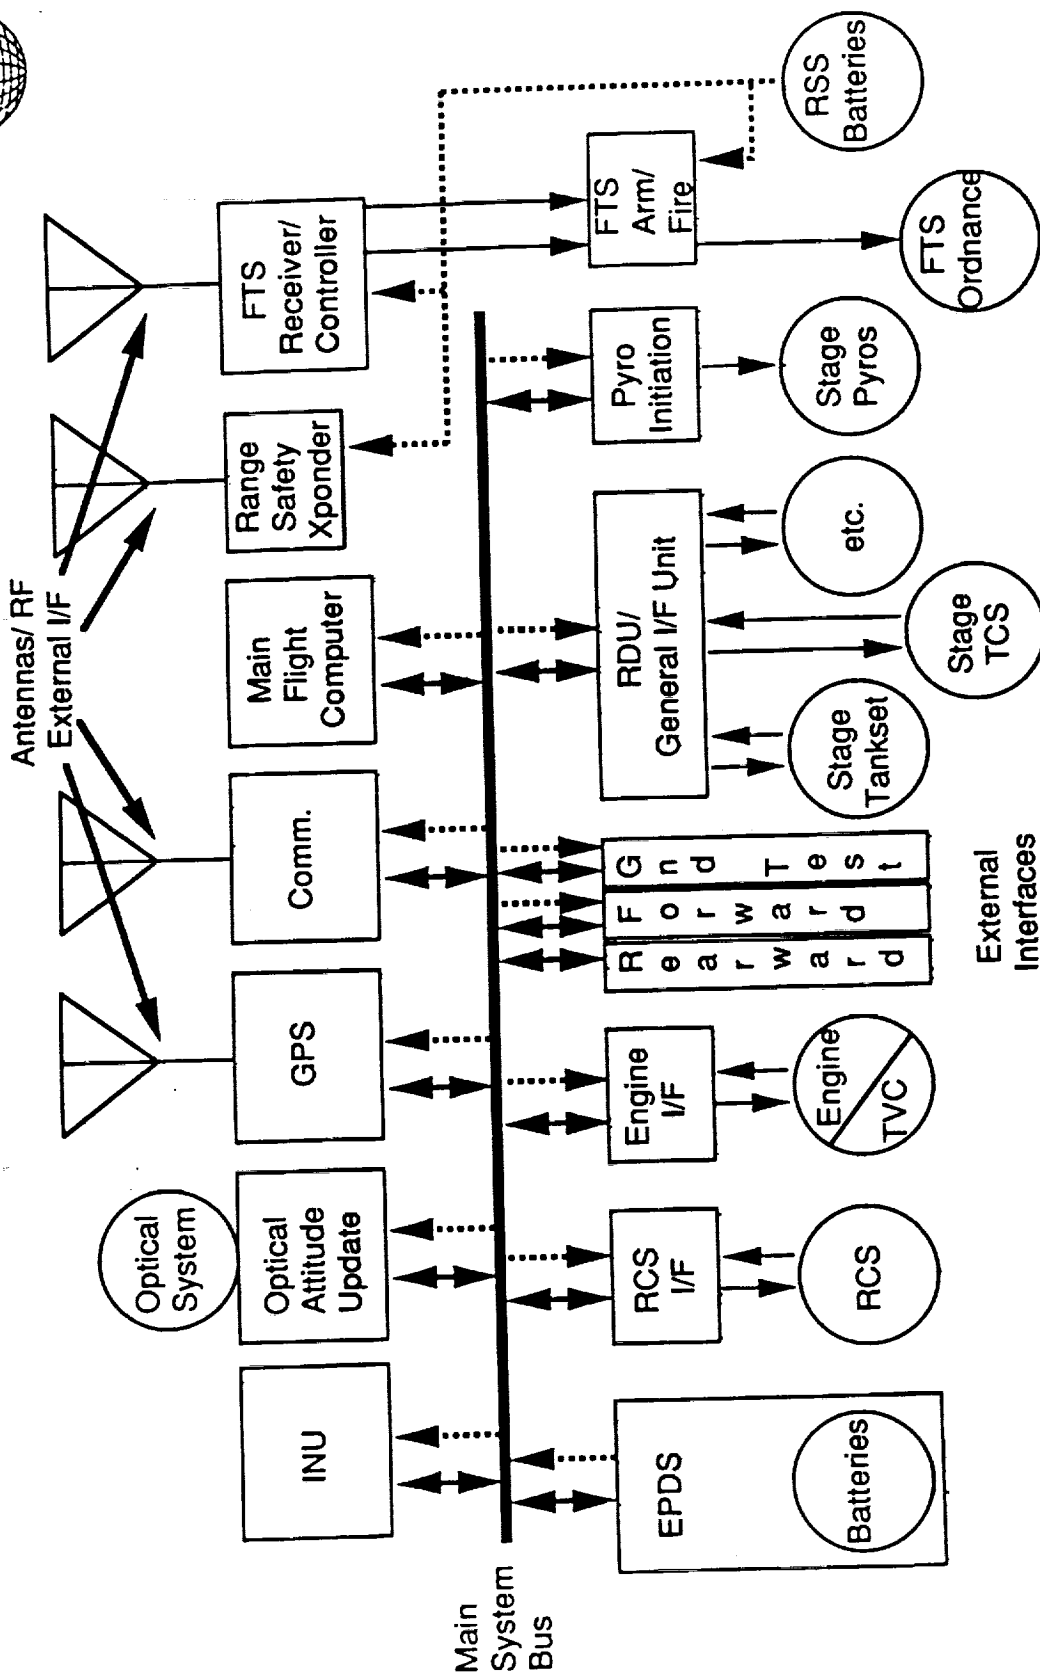 Antennas/ RF
External I/F
Optical
System
INU
Optical
Attitude
Update
GPS
Comm.
Main
Flight
Computer
Range
Safety
Xponder
FTS
Receiver/
Controller
Main
System
Bus
EPDS
Batteries
RCS
I/F
RCS
Engine
I/F
Engine
TVC
Rearward
Forward
Gnd Test
External
Interfaces
RDU/
General I/F Unit
Stage
Tankset
Stage
TCS
etc.
Pyro
Initiation
Stage
Pyros
FTS
Arm/
Fire
FTS
Ordnance
RSS
Batteries